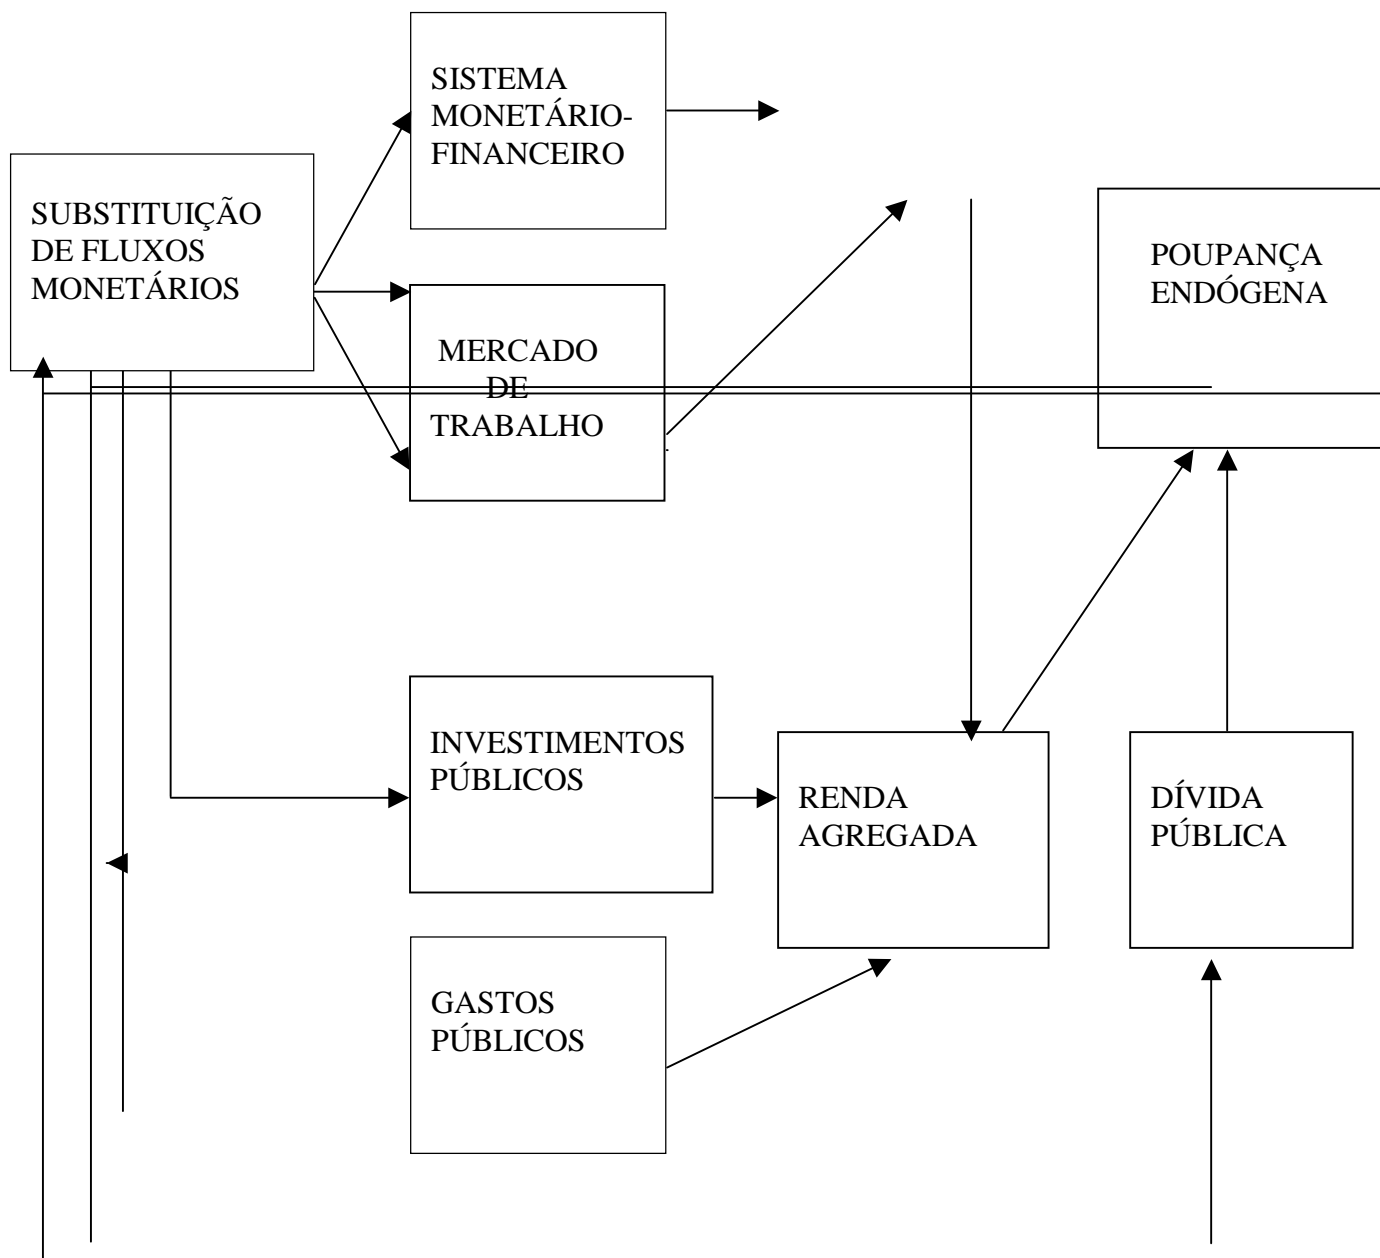 SISTEMA
MONETÁRIO-
FINANCEIRO
SUBSTITUIÇÃO
DE FLUXOS
MONETÁRIOS
POUPANÇA
ENDÓGENA
MERCADO
DE
TRABALHO
INVESTIMENTOS
PÚBLICOS
RENDA
AGREGADA
DÍVIDA
PÚBLICA
GASTOS
PÚBLICOS